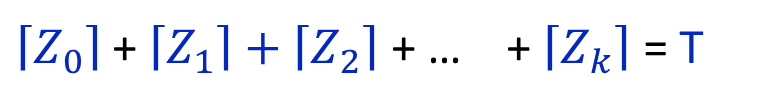 ⌈Z₀⌉ + ⌈Z₁⌉ + ⌈Z₂⌉ + ... + ⌈Zₖ⌉ = T